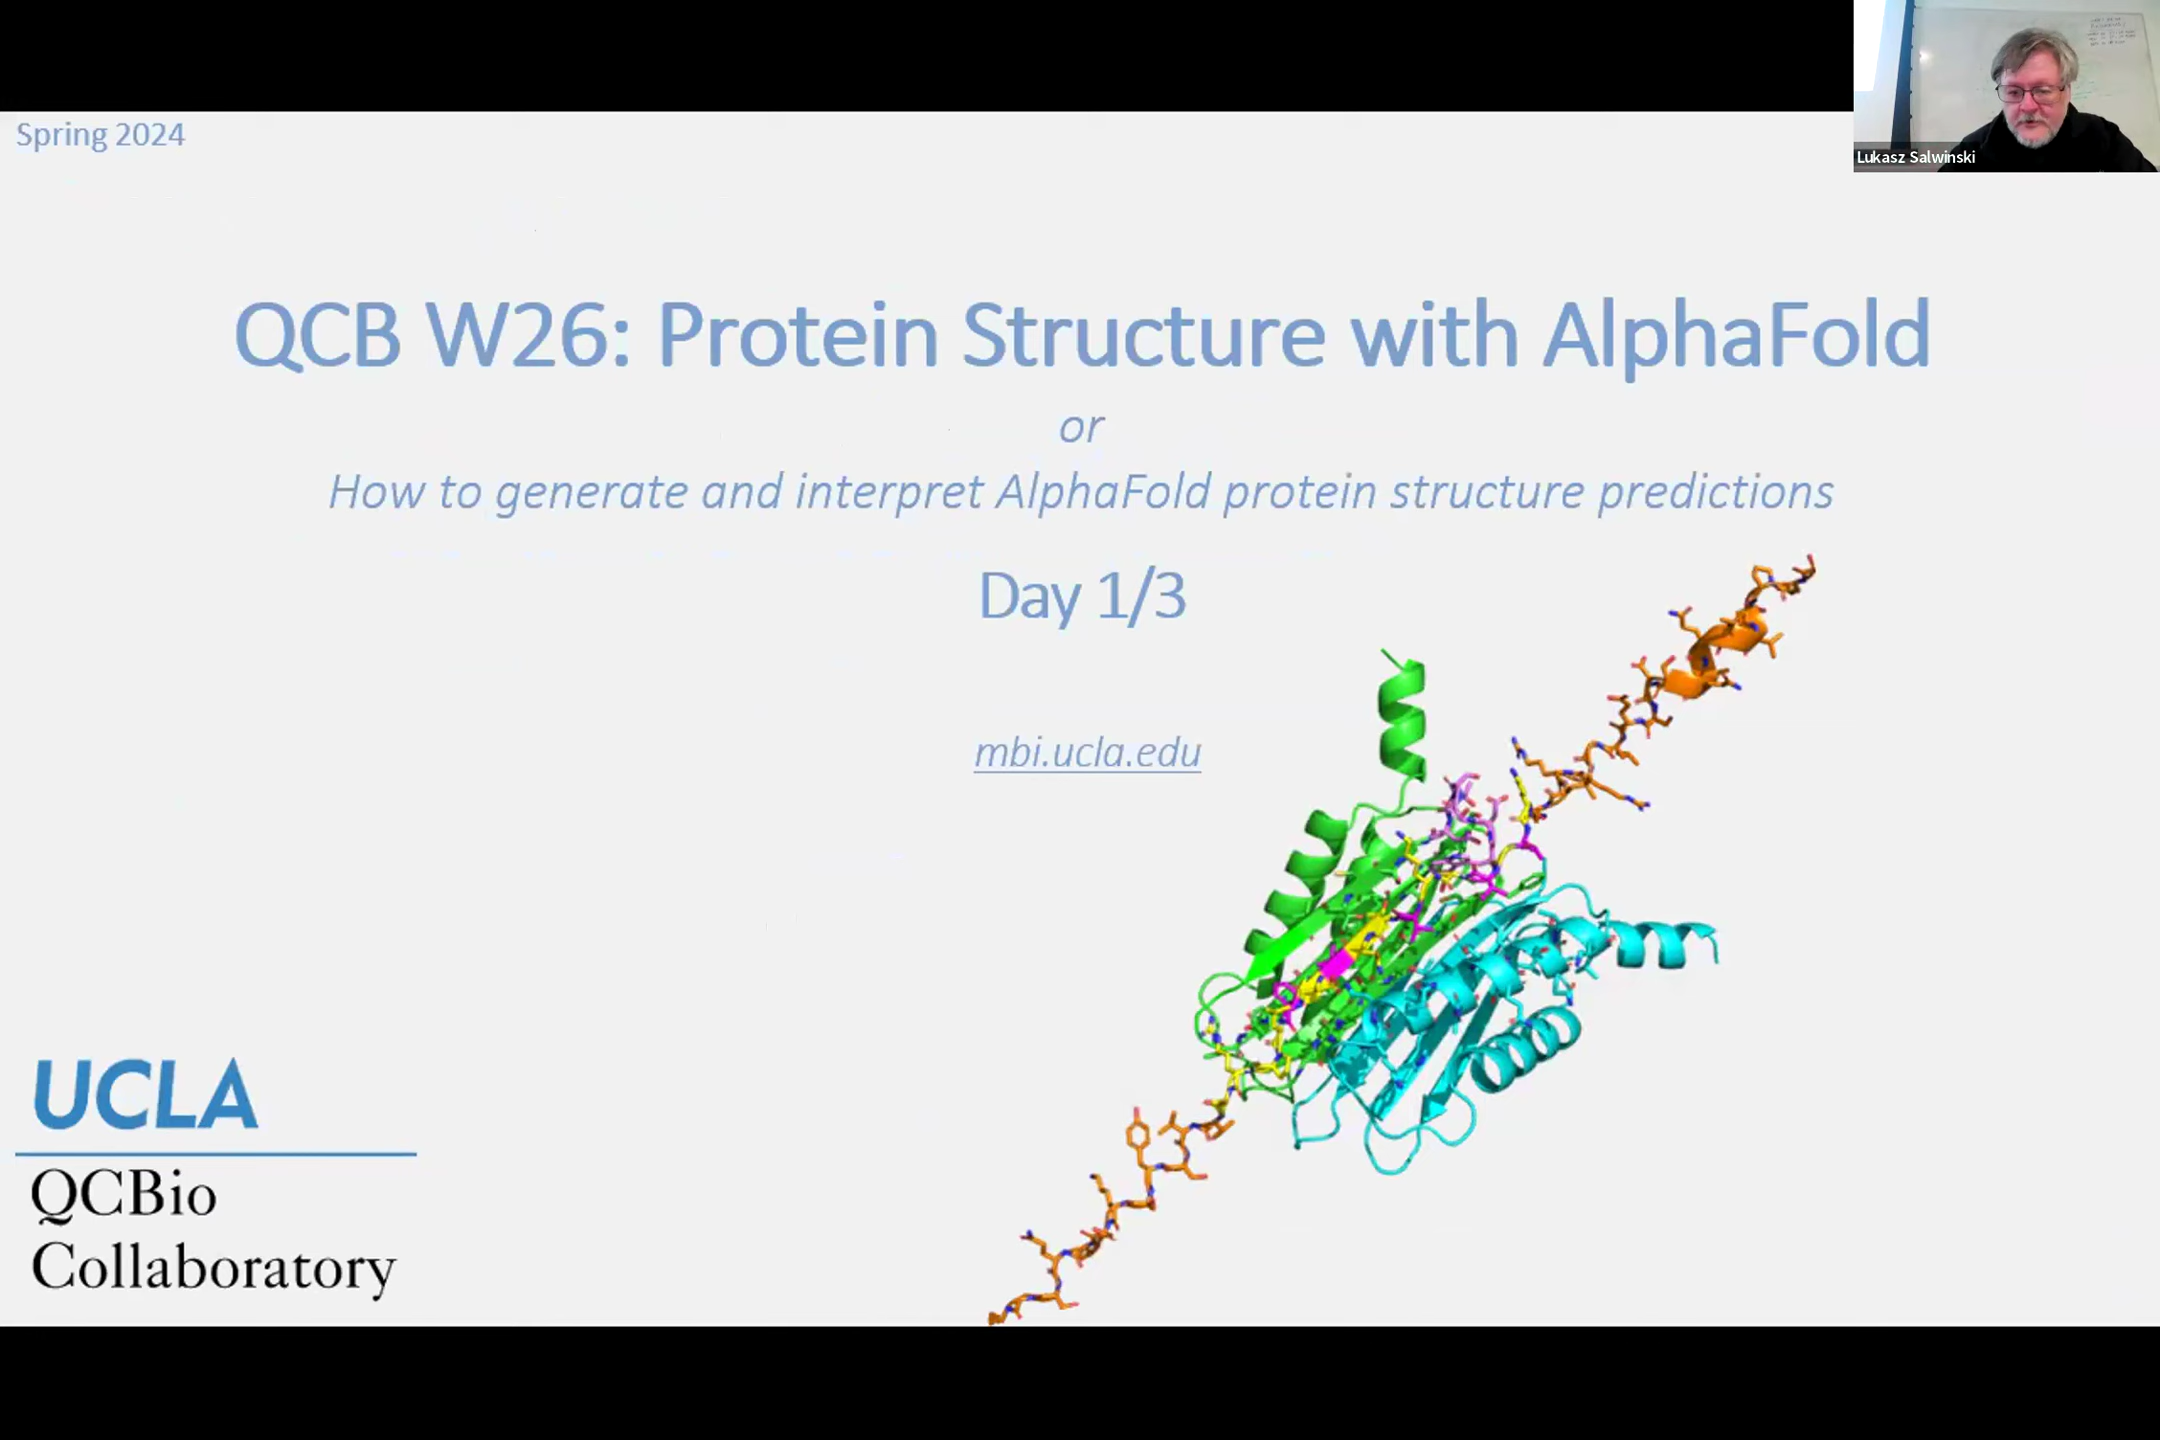 Spring 2024
Lukasz Salwinski
QCB W26: Protein Structure with AlphaFold
or
How to generate and interpret AlphaFold protein structure predictions
Day 1/3
mbi.ucla.edu
UCLA
QCBio
Collaboratory